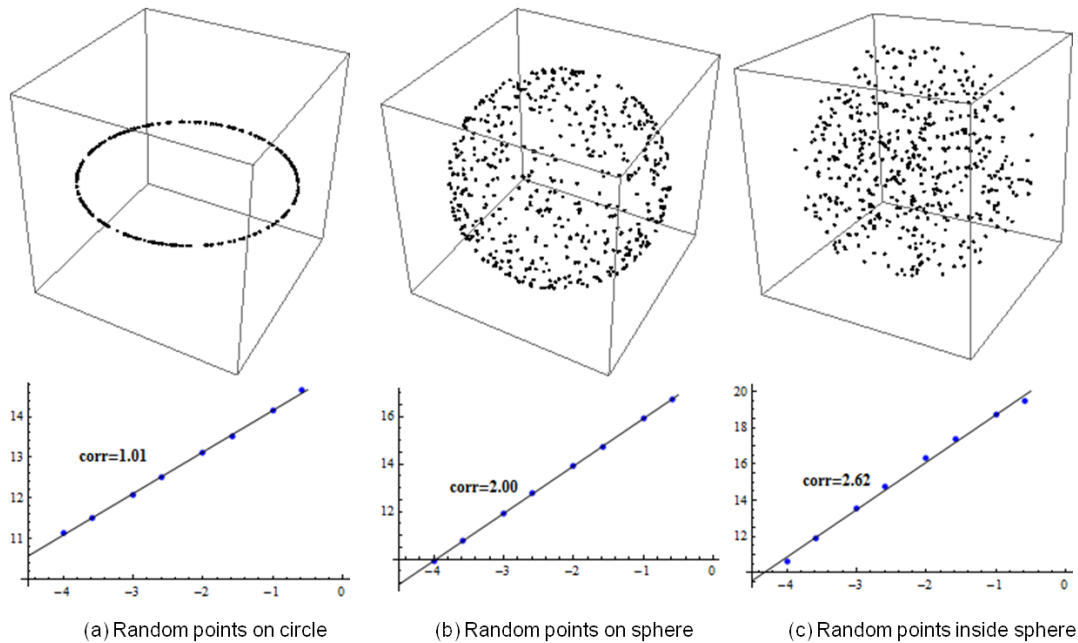 14
13
12
11
corr=1.01
−4 −3 −2 −1 0
16
14
12
corr=2.00
−4 −3 −2 −1 0
20
18
16
14
12
corr=2.62
−4 −3 −2 −1 0
(a) Random points on circle
(b) Random points on sphere
(c) Random points inside sphere